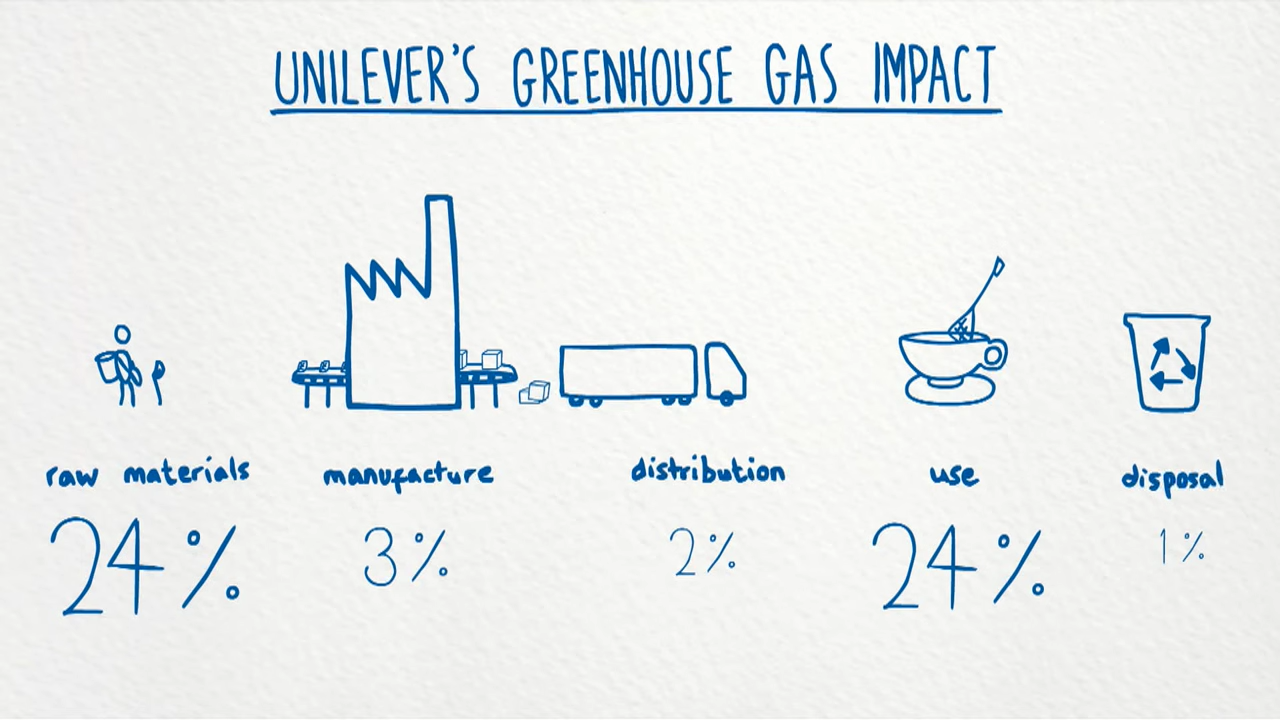 UNILEVER'S GREENHOUSE GAS IMPACT
raw materials manufacture distribution use disposal
24% 3% 2% 24% 1%